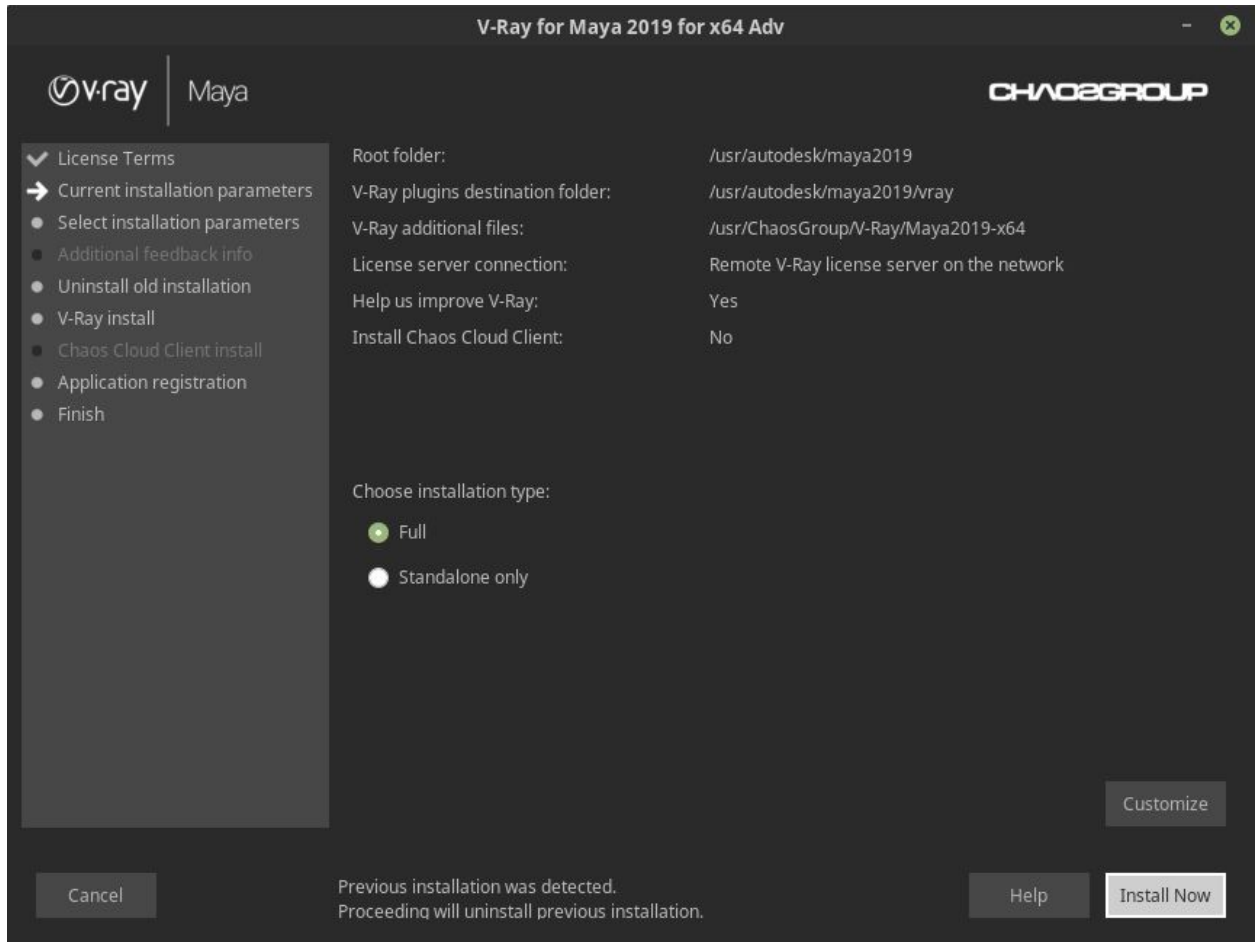 V-Ray for Maya 2019 for x64 Adv
v·ray Maya
CHAOSGROUP
License Terms
Current installation parameters
Select installation parameters
Additional feedback info
Uninstall old installation
V-Ray install
Chaos Cloud Client install
Application registration
Finish
Root folder: /usr/autodesk/maya2019
V-Ray plugins destination folder: /usr/autodesk/maya2019/vray
V-Ray additional files: /usr/ChaosGroup/V-Ray/Maya2019-x64
License server connection: Remote V-Ray license server on the network
Help us improve V-Ray: Yes
Install Chaos Cloud Client: No
Choose installation type:
Full
Standalone only
Customize
Cancel
Previous installation was detected.
Proceeding will uninstall previous installation.
Help
Install Now